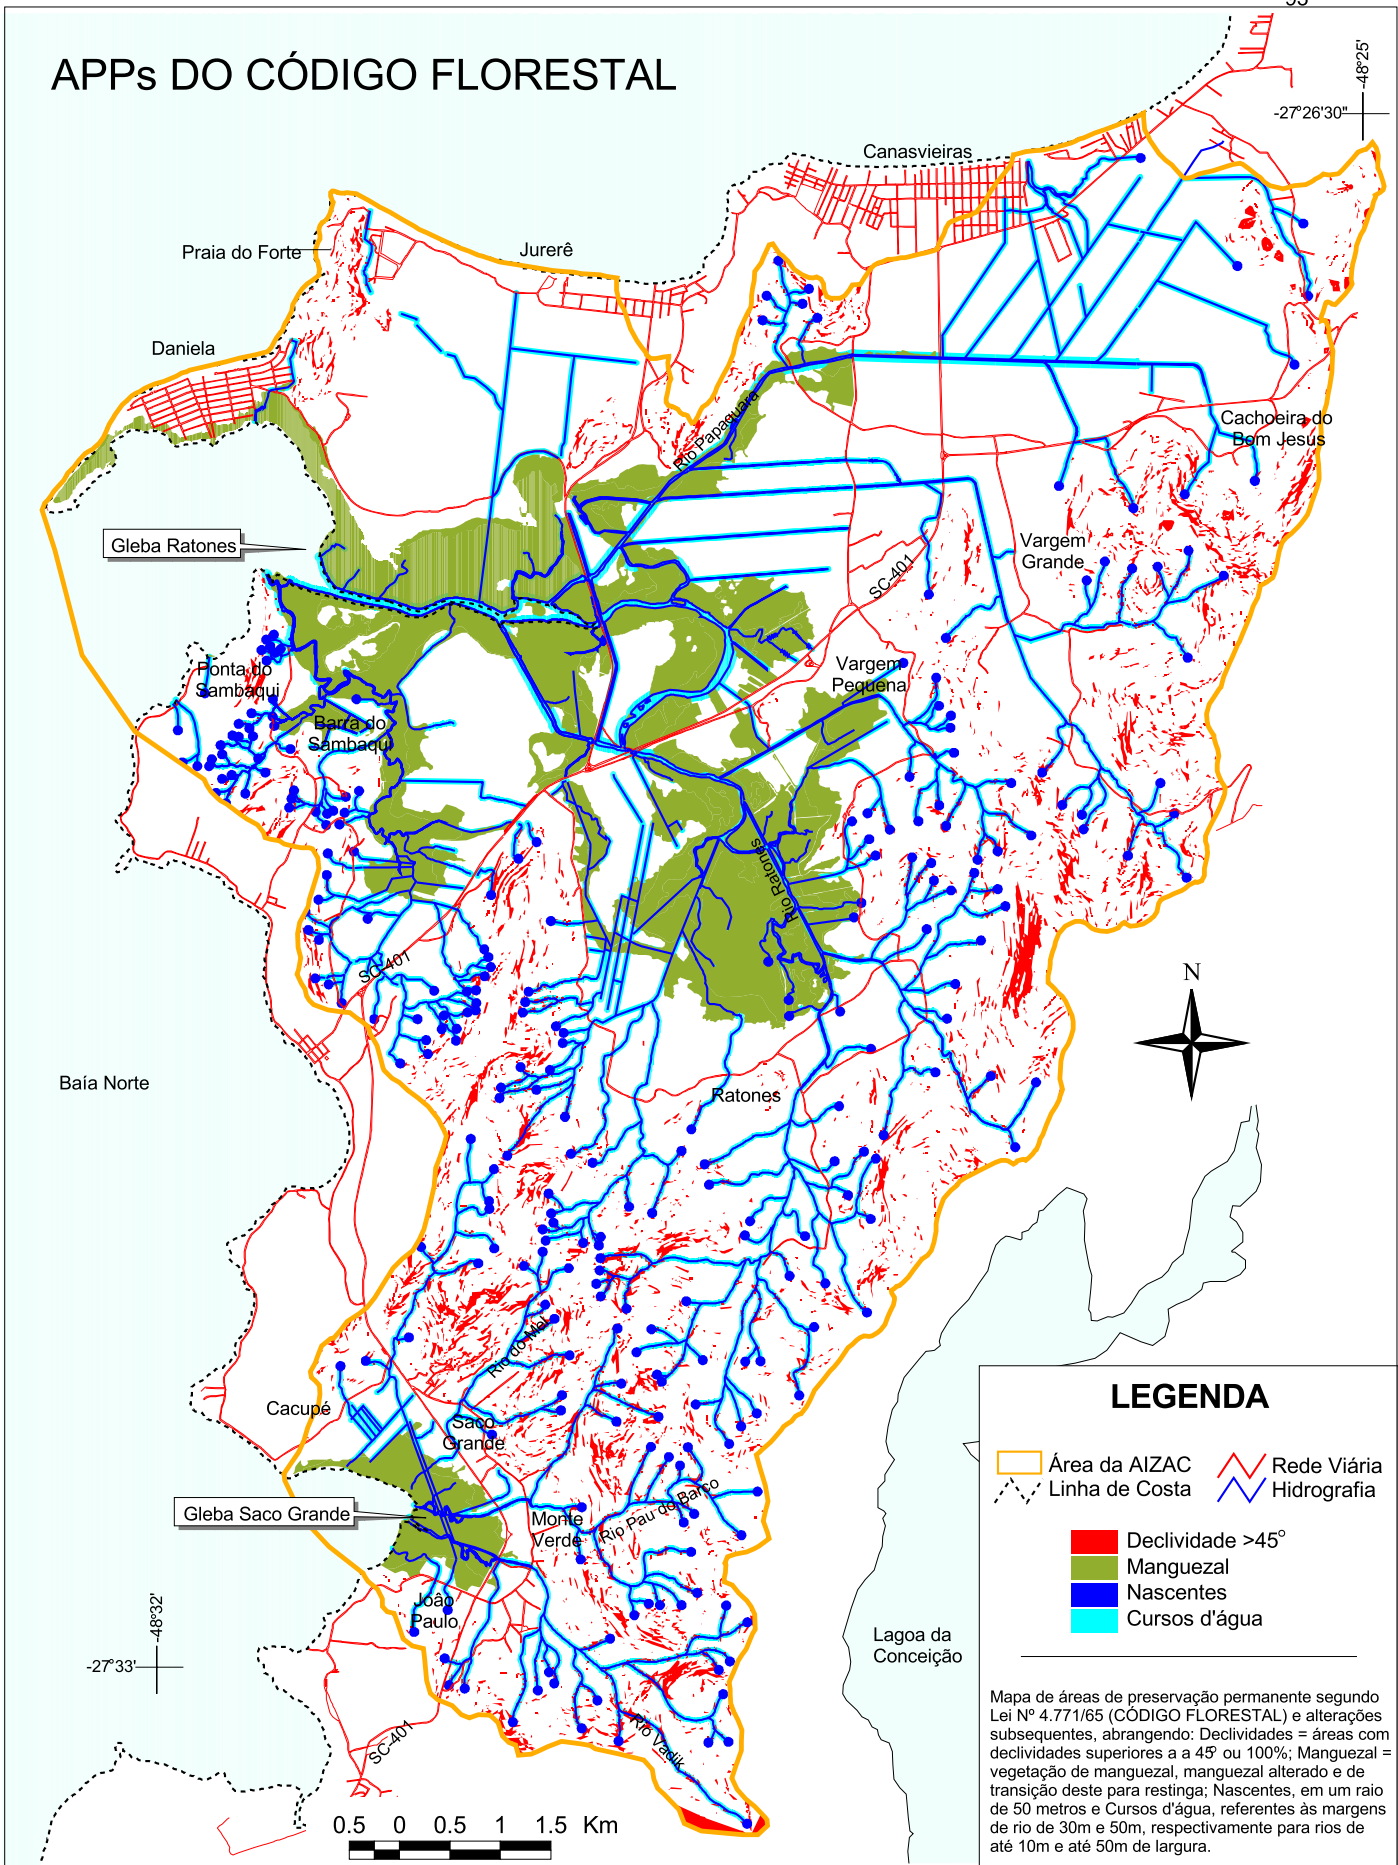 95
APPs DO CÓDIGO FLORESTAL
-48°25'
-27°26'30"
Canasvieiras
Praia do Forte
Jurerê
Daniela
Rio Papaquara
Cachoeira do
Bom Jesus
Gleba Ratones
SC-401
Vargem
Grande
Ponta do
Sambaqui
Vargem
Pequena
Barra do
Sambaqui
Rio Ratones
SC-401
N
Baía Norte
Ratones
Rio do Mel
Cacupé
Saco
Grande
Gleba Saco Grande
Monte
Verde
Rio Pau do Barco
João
Paulo
-48°32'
-27°33'
Lagoa da
Conceição
SC-401
Rio Vadik
0.5 0 0.5 1 1.5 Km
LEGENDA
Área da AIZAC
Rede Viária
Linha de Costa
Hidrografia
Declividade >45°
Manguezal
Nascentes
Cursos d'água
Mapa de áreas de preservação permanente segundo
Lei Nº 4.771/65 (CÓDIGO FLORESTAL) e alterações
subsequentes, abrangendo: Declividades = áreas com
declividades superiores a a 45º ou 100%; Manguezal =
vegetação de manguezal, manguezal alterado e de
transição deste para restinga; Nascentes, em um raio
de 50 metros e Cursos d'água, referentes às margens
de rio de 30m e 50m, respectivamente para rios de
até 10m e até 50m de largura.